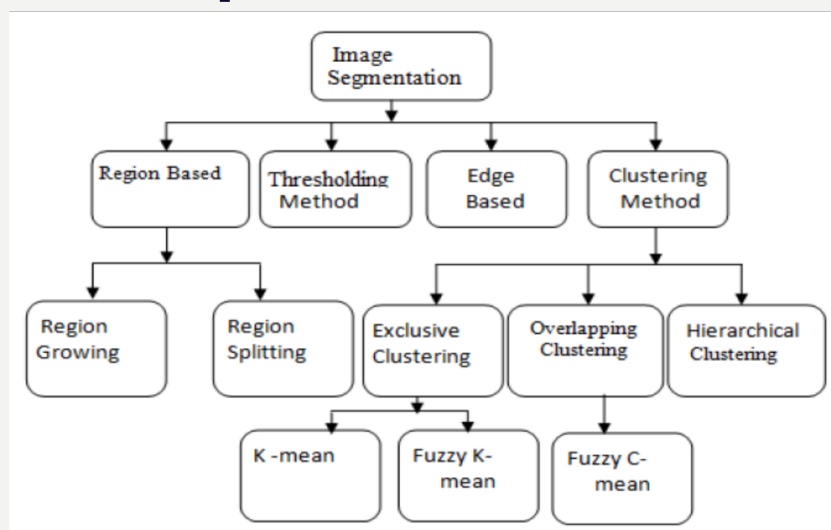 Image
Segmentation
Region Based
Thresholding
Method
Edge
Based
Clustering
Method
Region
Growing
Region
Splitting
Exclusive
Clustering
Overlapping
Clustering
Hierarchical
Clustering
K -mean
Fuzzy K-
mean
Fuzzy C-
mean